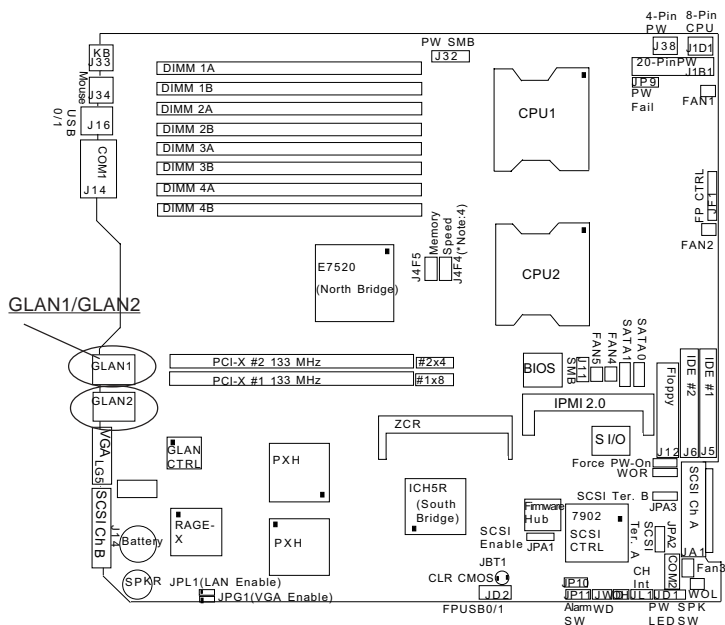 4-Pin PW
8-Pin CPU
KB
J33
PW SMB
J32
J38
J1D1
20-PinPW
J1B1
JP9
PW Fail
FAN1
Mouse
J34
USB 0/1
J16
COM1
J14
DIMM 1A
DIMM 1B
DIMM 2A
DIMM 2B
DIMM 3A
DIMM 3B
DIMM 4A
DIMM 4B
CPU1
FP CTRL
JF1
FAN2
E7520
(North Bridge)
J4F5
Memory
Speed
J4F4(*Note:4)
CPU2
GLAN1/GLAN2
GLAN1
GLAN2
PCI-X #2 133 MHz
#2x4
PCI-X #1 133 MHz
#1x8
BIOS
SMB
J11
FAN5
FAN4
SATA1
SATA0
Floppy
J12
IDE #2
J6
IDE #1
J5
IPMI 2.0
ZCR
S I/O
VGA
LG5
GLAN CTRL
PXH
ICH5R
(South Bridge)
Force PW-On
WOR
SCSI Ter. B
JPA3
SCSI Ch A
JA1
SCSI Ch B
J14
Battery
RAGE-X
PXH
Firmware Hub
SCSI Enable
JPA1
7902
SCSI CTRL
SCSI Ter. A
JPA2
JBT1
CLR CMOS
CH Int
COM2
Fan3
SPKR
JPL1(LAN Enable)
JPG1(VGA Enable)
JD2
FPUSB0/1
JP10
JP11
Alarm SW
JWD
WD
JL1
JD1
PW LED
SPK SW
WOL